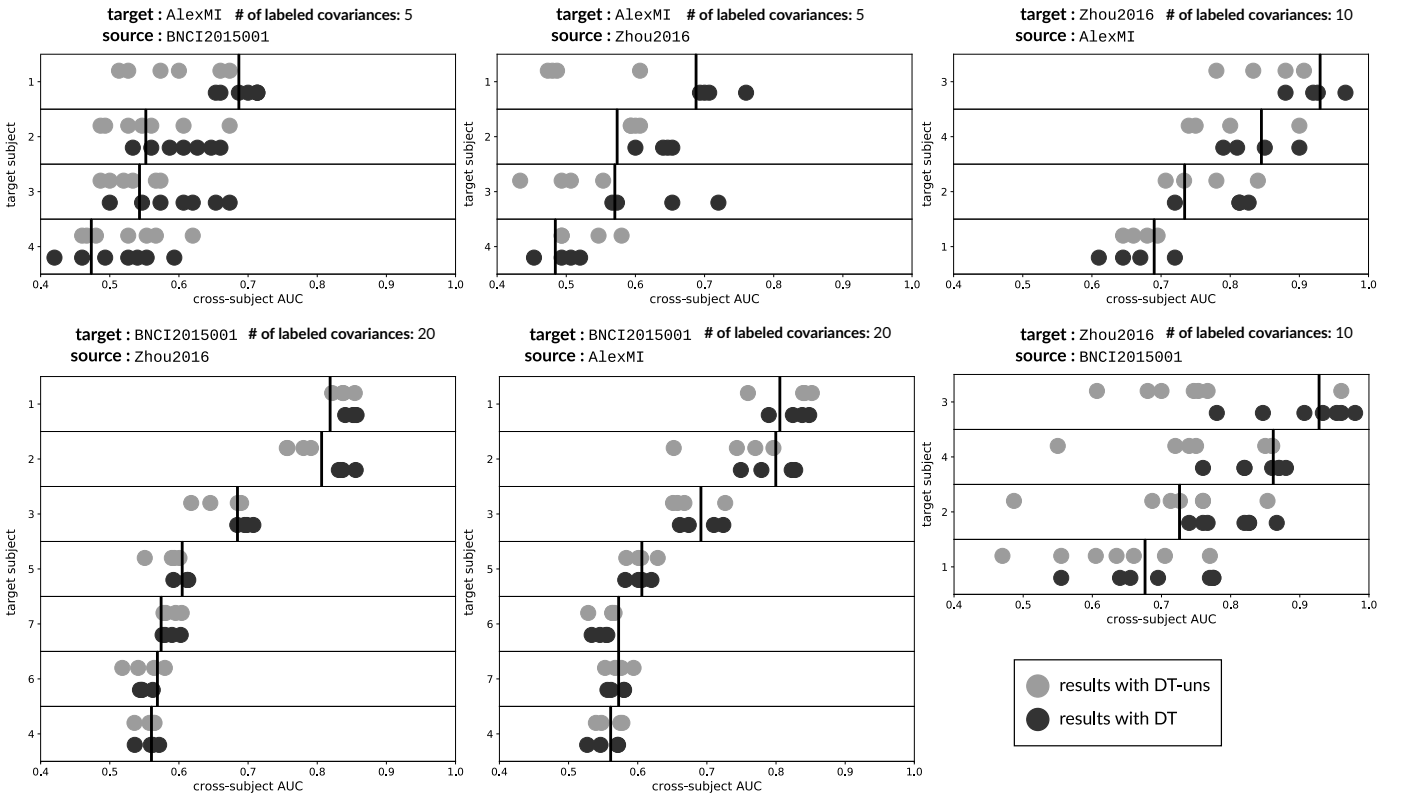 target : AlexMI # of labeled covariances: 5
source : BNCI2015001
target subject
1
2
3
4
0.4 0.5 0.6 0.7 0.8 0.9 1.0
cross-subject AUC
target : AlexMI # of labeled covariances: 5
source : Zhou2016
target subject
1
2
3
4
0.4 0.5 0.6 0.7 0.8 0.9 1.0
cross-subject AUC
target : Zhou2016 # of labeled covariances: 10
source : AlexMI
target subject
3
4
2
1
0.4 0.5 0.6 0.7 0.8 0.9 1.0
cross-subject AUC
target : BNCI2015001 # of labeled covariances: 20
source : Zhou2016
target subject
1
2
3
5
7
6
4
0.4 0.5 0.6 0.7 0.8 0.9 1.0
cross-subject AUC
target : BNCI2015001 # of labeled covariances: 20
source : AlexMI
target subject
1
2
3
5
6
7
4
0.4 0.5 0.6 0.7 0.8 0.9 1.0
cross-subject AUC
target : Zhou2016 # of labeled covariances: 10
source : BNCI2015001
target subject
3
4
2
1
0.4 0.5 0.6 0.7 0.8 0.9 1.0
cross-subject AUC
results with DT-uns
results with DT